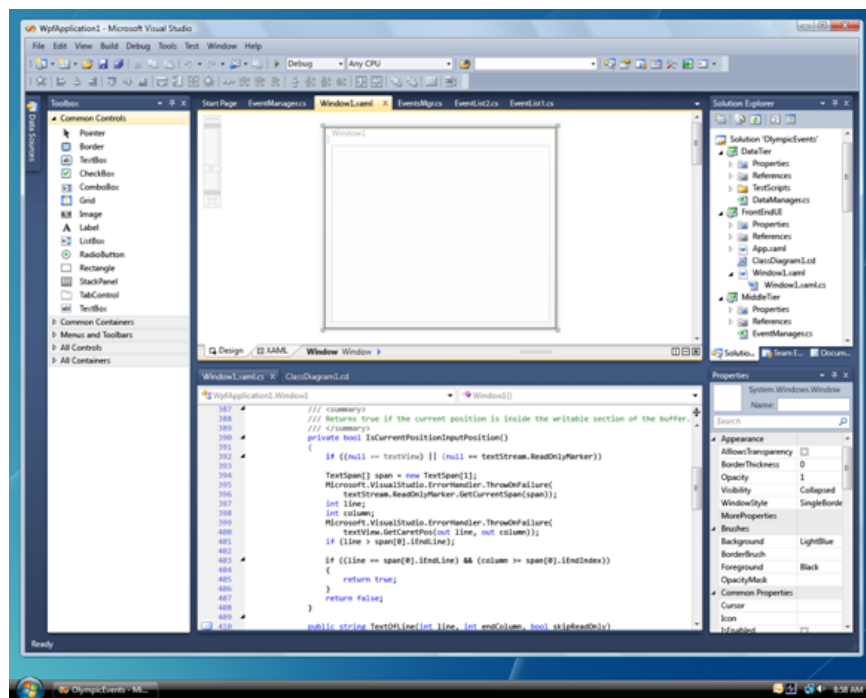 WpfApplication1 - Microsoft Visual Studio
File Edit View Build Debug Tools Test Window Help
Debug Any CPU
Data Sources
Toolbox
Common Controls
Pointer
Border
TextBox
CheckBox
ComboBox
Grid
Image
Label
ListBox
RadioButton
Rectangle
StackPanel
TabControl
TextBox
Common Containers
Menus and Toolbars
All Controls
All Containers
Start Page EventManager.cs Window1.xaml X EventsMgr.cs EventList2.cs EventList1.cs
Window1
Design XAML Window Window
Window1.xaml.cs X ClassDiagram1.cd
WpfApplication1.Window1 Window1()
387 /// <summary>
388 /// Returns true if the current position is inside the writable section of the buffer.
389 /// </summary>
390 private bool IsCurrentPositionInputPosition()
391 {
392 if ((null == textView) || (null == textStream.ReadOnlyMarker))
393
394 TextSpan[] span = new TextSpan[1];
395 Microsoft.VisualStudio.ErrorHandler.ThrowOnFailure(
396 textStream.ReadOnlyMarker.GetCurrentSpan(span));
397 int line;
398 int column;
399 Microsoft.VisualStudio.ErrorHandler.ThrowOnFailure(
400 textView.GetCaretPos(out line, out column));
401 if (line > span[0].iEndLine);
402
403 if ((line == span[0].iEndLine) && (column >= span[0].iEndIndex))
404 {
405 return true;
406 }
407 return false;
408 }
409
410 public string TextOfLine(int line, int endColumn, bool skipReadOnly)
Solution Explorer
Solution 'OlympicEvents'
DataTier
Properties
References
TestScripts
DataManager.cs
FrontEndUI
Properties
References
App.xaml
ClassDiagram1.cd
Window1.xaml
Window1.xaml.cs
MiddleTier
Properties
References
EventManager.cs
Solutio... Team E... Docum...
Properties
System.Windows.Window
Name:
Search
Appearance
AllowsTransparency
BorderThickness 0
Opacity 1
Visibility Collapsed
WindowStyle SingleBorde
MoreProperties
Brushes
Background LightBlue
BorderBrush
Foreground Black
OpacityMask
Common Properties
Cursor
Icon
IsEnabled
Ready
OlympicEvents - Mi...
8:58 AM